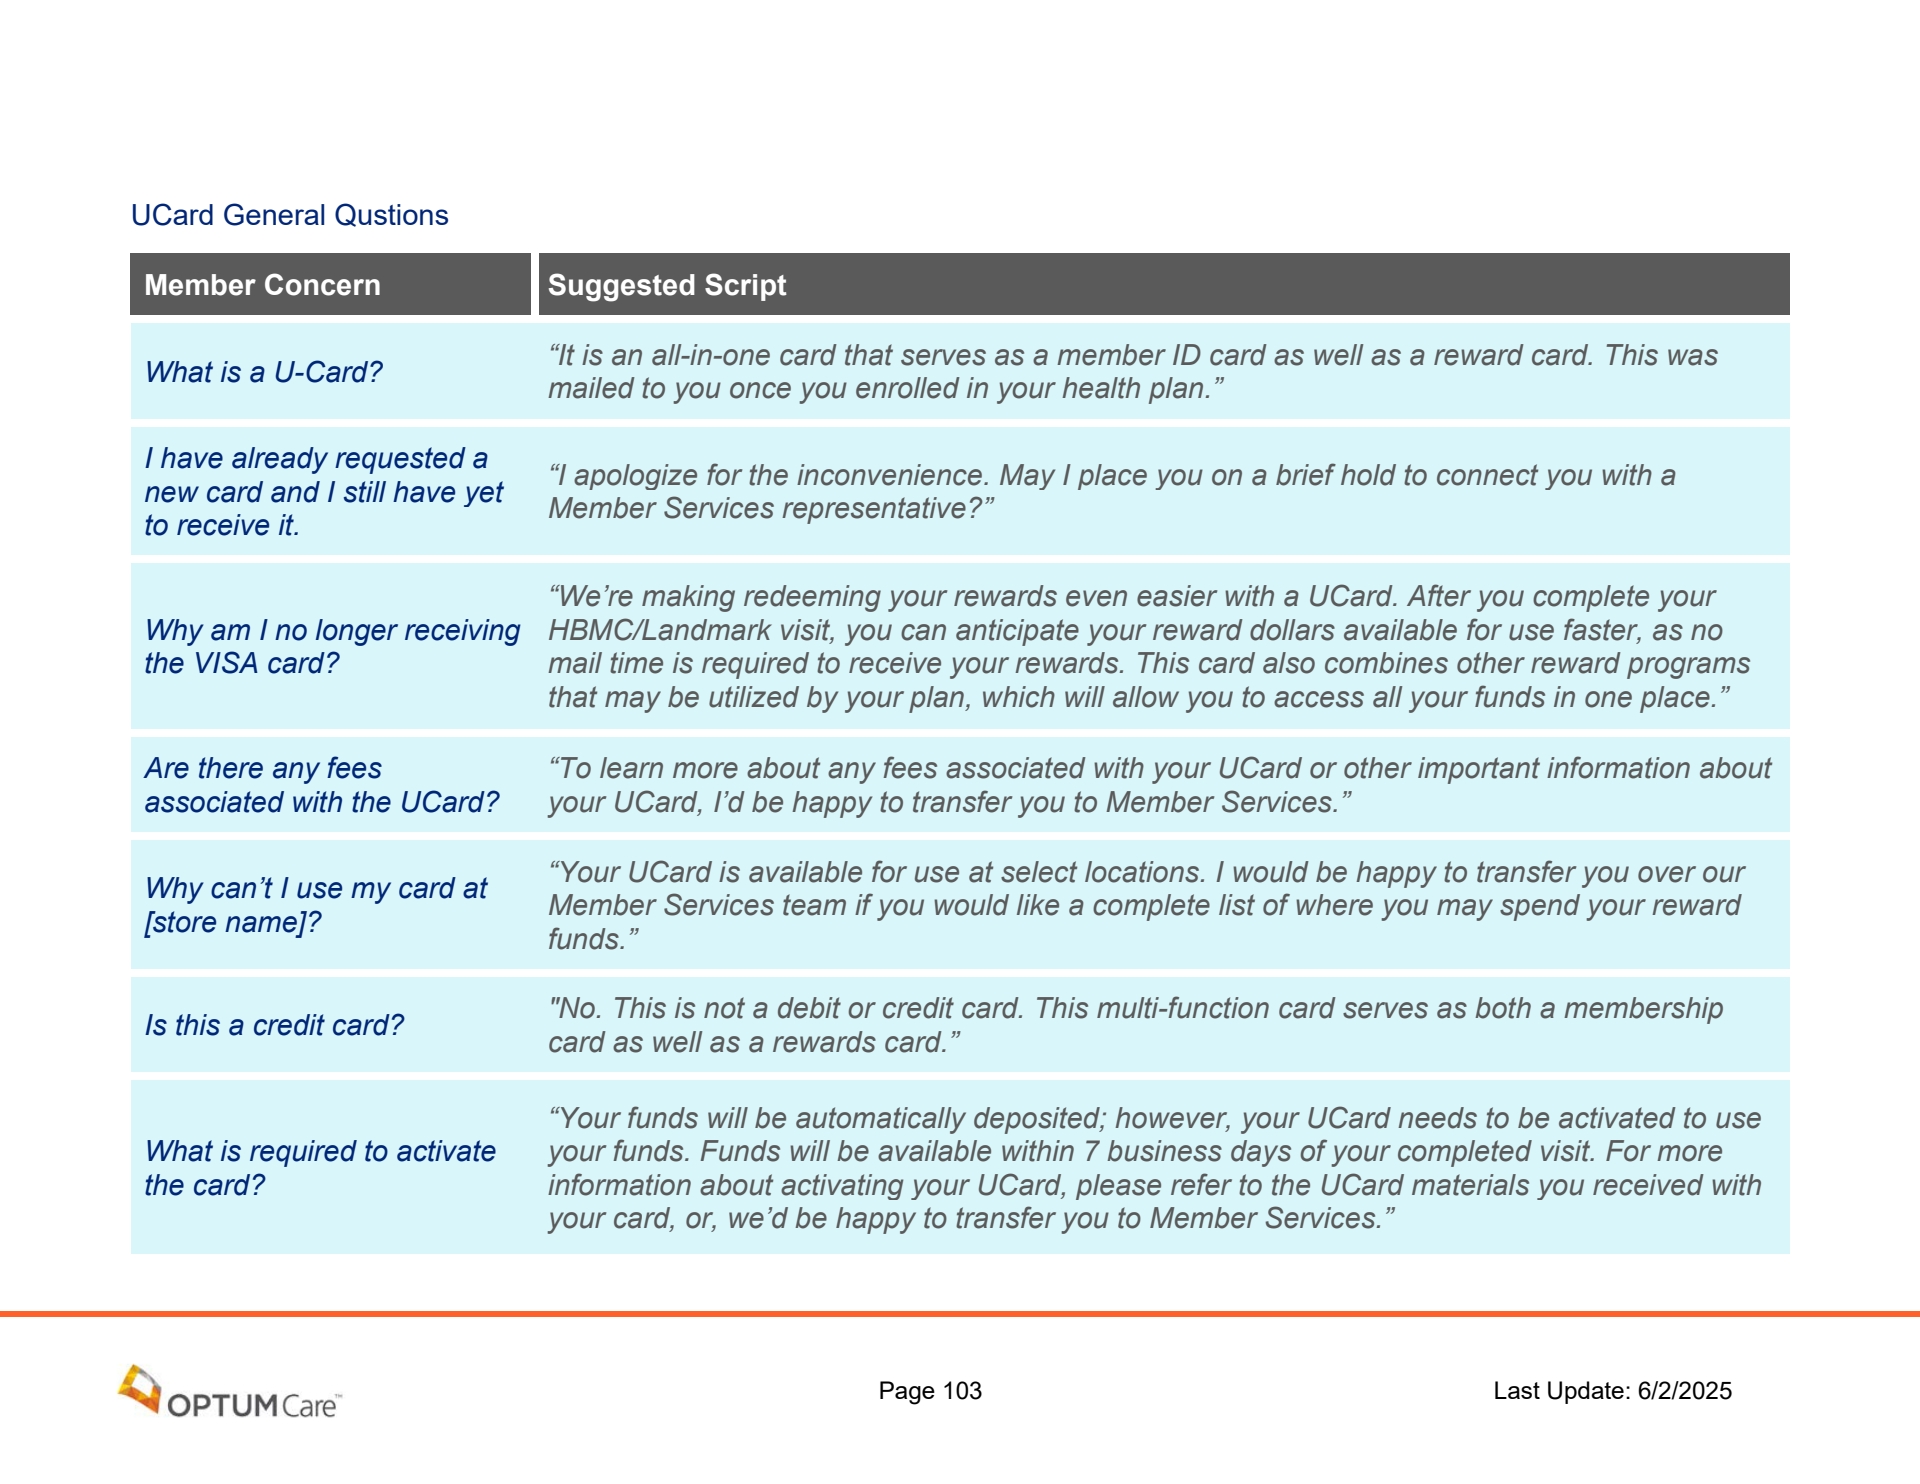 UCard General Qustions
Member Concern
Suggested Script
What is a U-Card?
“It is an all-in-one card that serves as a member ID card as well as a reward card. This was
mailed to you once you enrolled in your health plan.”
I have already requested a
new card and I still have yet
to receive it.
“I apologize for the inconvenience. May I place you on a brief hold to connect you with a
Member Services representative?”
Why am I no longer receiving
the VISA card?
“We’re making redeeming your rewards even easier with a UCard. After you complete your
HBMC/Landmark visit, you can anticipate your reward dollars available for use faster, as no
mail time is required to receive your rewards. This card also combines other reward programs
that may be utilized by your plan, which will allow you to access all your funds in one place.”
Are there any fees
associated with the UCard?
“To learn more about any fees associated with your UCard or other important information about
your UCard, I’d be happy to transfer you to Member Services.”
Why can’t I use my card at
[store name]?
“Your UCard is available for use at select locations. I would be happy to transfer you over our
Member Services team if you would like a complete list of where you may spend your reward
funds.”
Is this a credit card?
"No. This is not a debit or credit card. This multi-function card serves as both a membership
card as well as a rewards card.”
What is required to activate
the card?
“Your funds will be automatically deposited; however, your UCard needs to be activated to use
your funds. Funds will be available within 7 business days of your completed visit. For more
information about activating your UCard, please refer to the UCard materials you received with
your card, or, we’d be happy to transfer you to Member Services.”
OPTUMCare™
Page 103
Last Update: 6/2/2025